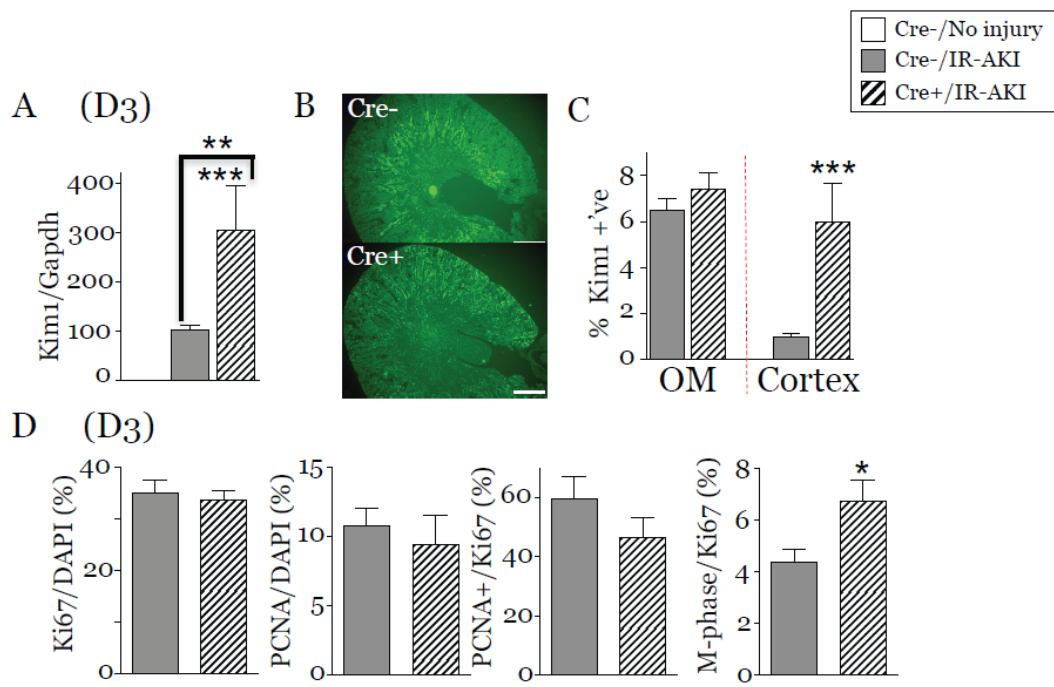 Cre-/No injury
Cre-/IR-AKI
Cre+/IR-AKI
A (D3)
**
***
Kim1/Gapdh
400
300
200
100
0
B
Cre-
Cre+
C
***
% Kim1 +'ve
8
6
4
2
0
OM
Cortex
D (D3)
Ki67/DAPI (%)
40
20
0
PCNA/DAPI (%)
15
10
5
0
PCNA+/Ki67 (%)
60
40
20
0
M-phase/Ki67 (%)
*
8
6
4
2
0